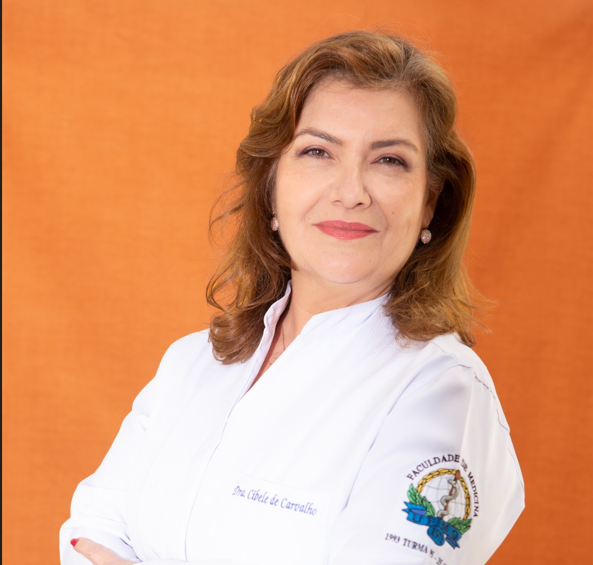 Dra. Cibele de Carvalho
FACULDADE DE MEDICINA
1993 TURMA